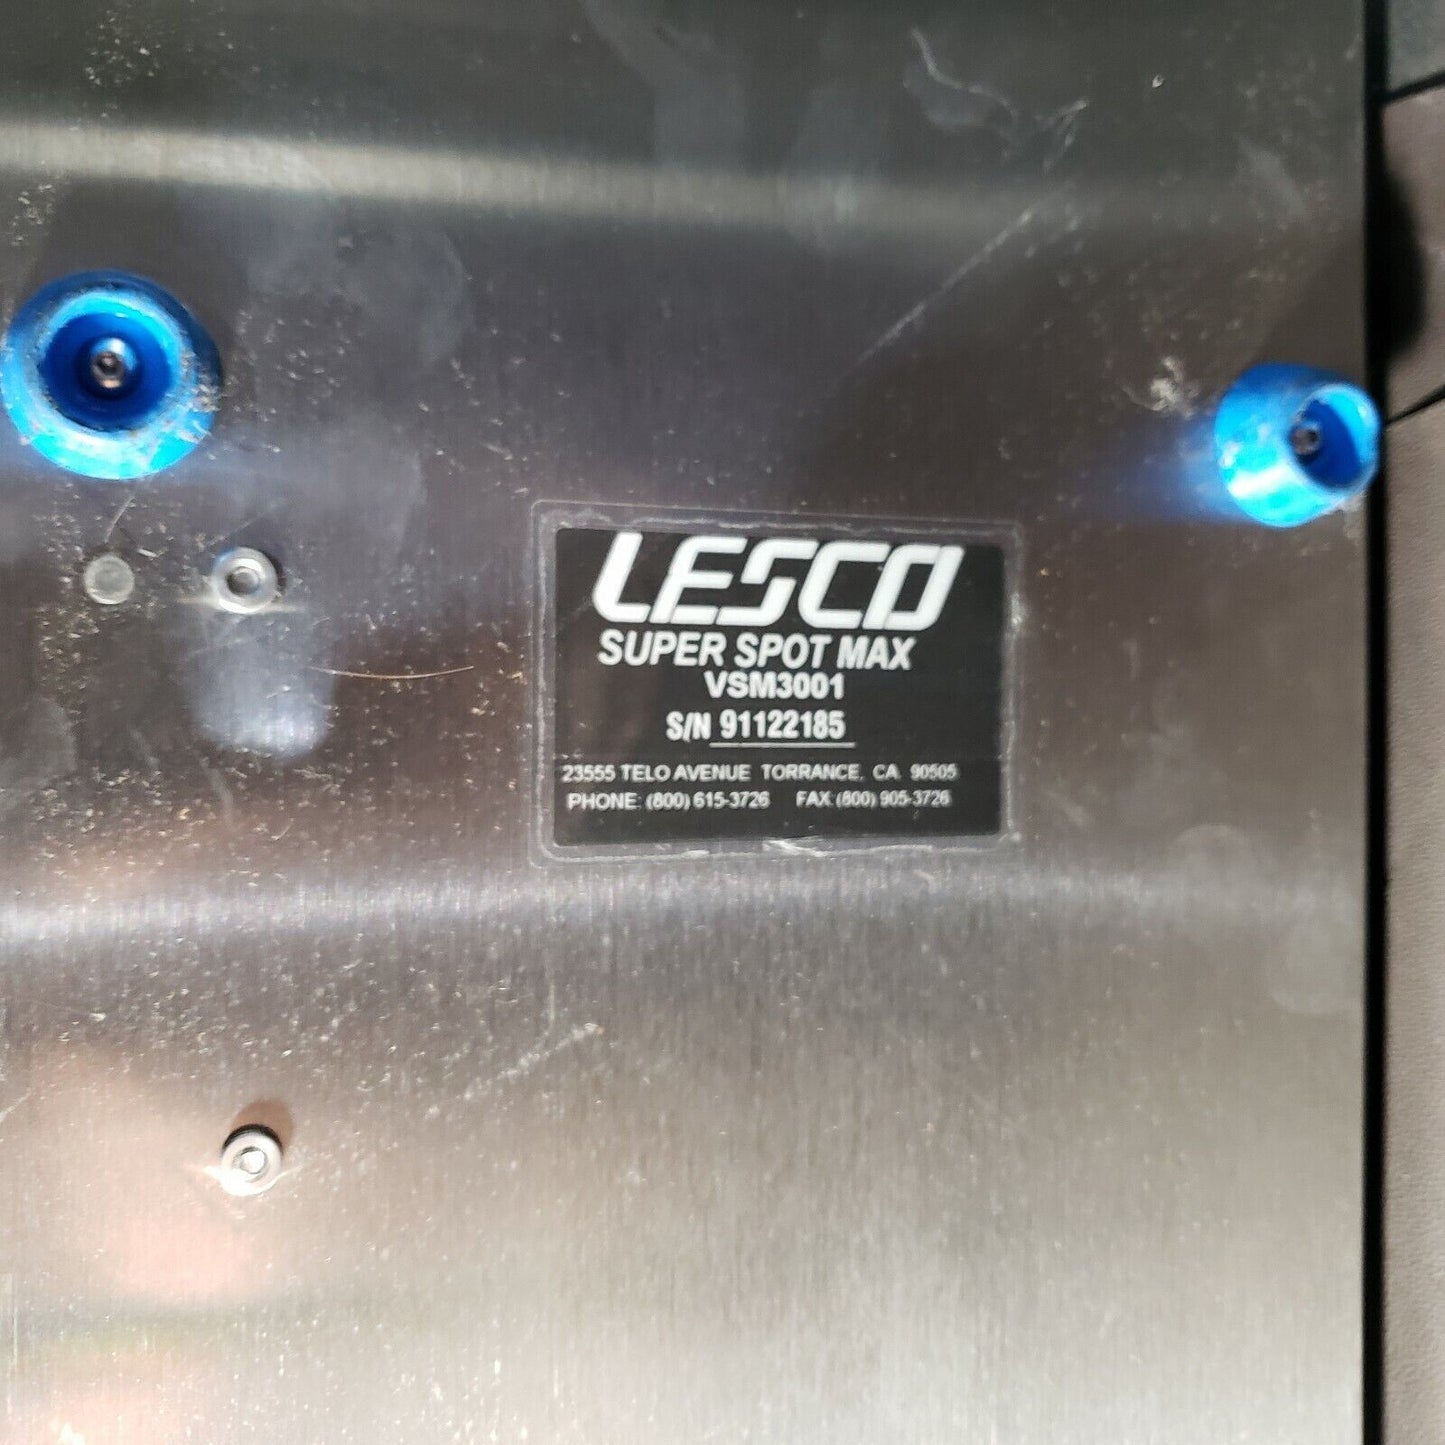 LESCO
SUPER SPOT MAX
VSM3001
S/N 91122185
23555 TELO AVENUE TORRANCE, CA. 90505
PHONE: (800) 615-3726 FAX:(800) 905-3726